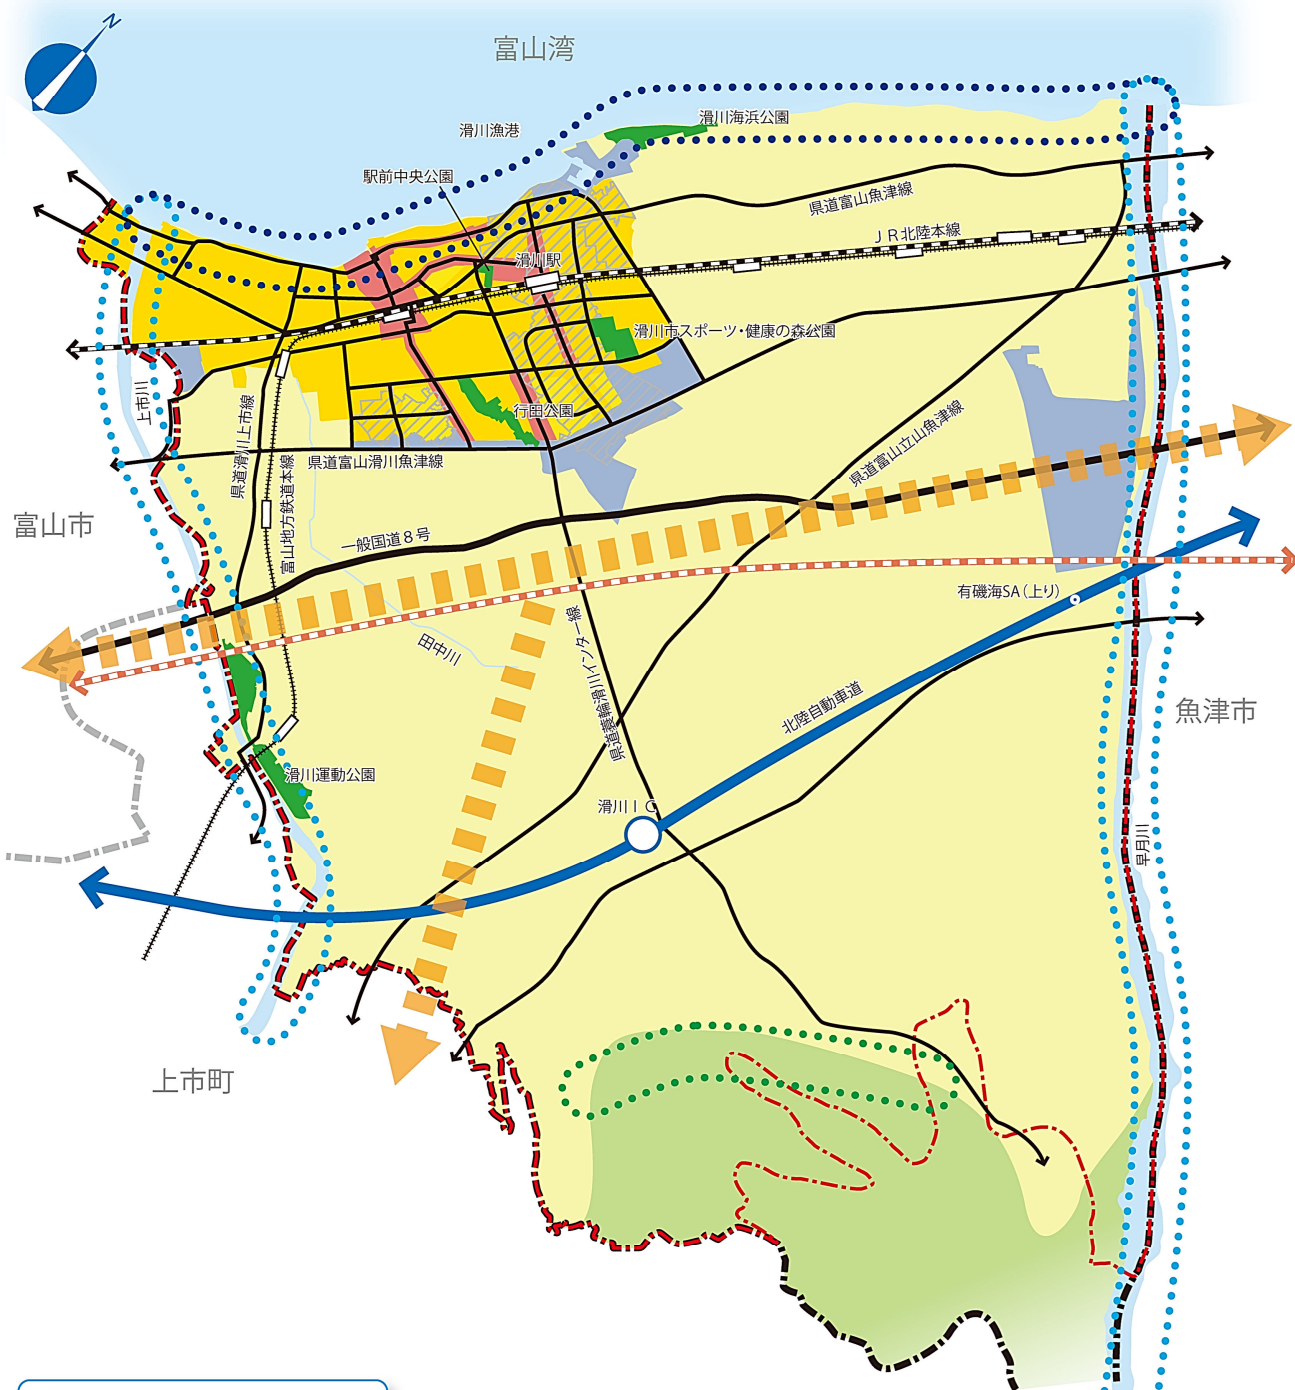 N
富山湾
滑川海浜公園
滑川漁港
駅前中央公園
県道富山魚津線
JR北陸本線
滑川駅
滑川市スポーツ・健康の森公園
上市川
県道滑川上市線
行田公園
県道富山立山魚津線
県道富山滑川魚津線
富山地方鉄道本線
富山市
一般国道8号
有磯海SA(上り)
田中川
県道蓑輪滑川インター線
北陸自動車道
魚津市
滑川運動公園
滑川IC
早月川
上市町